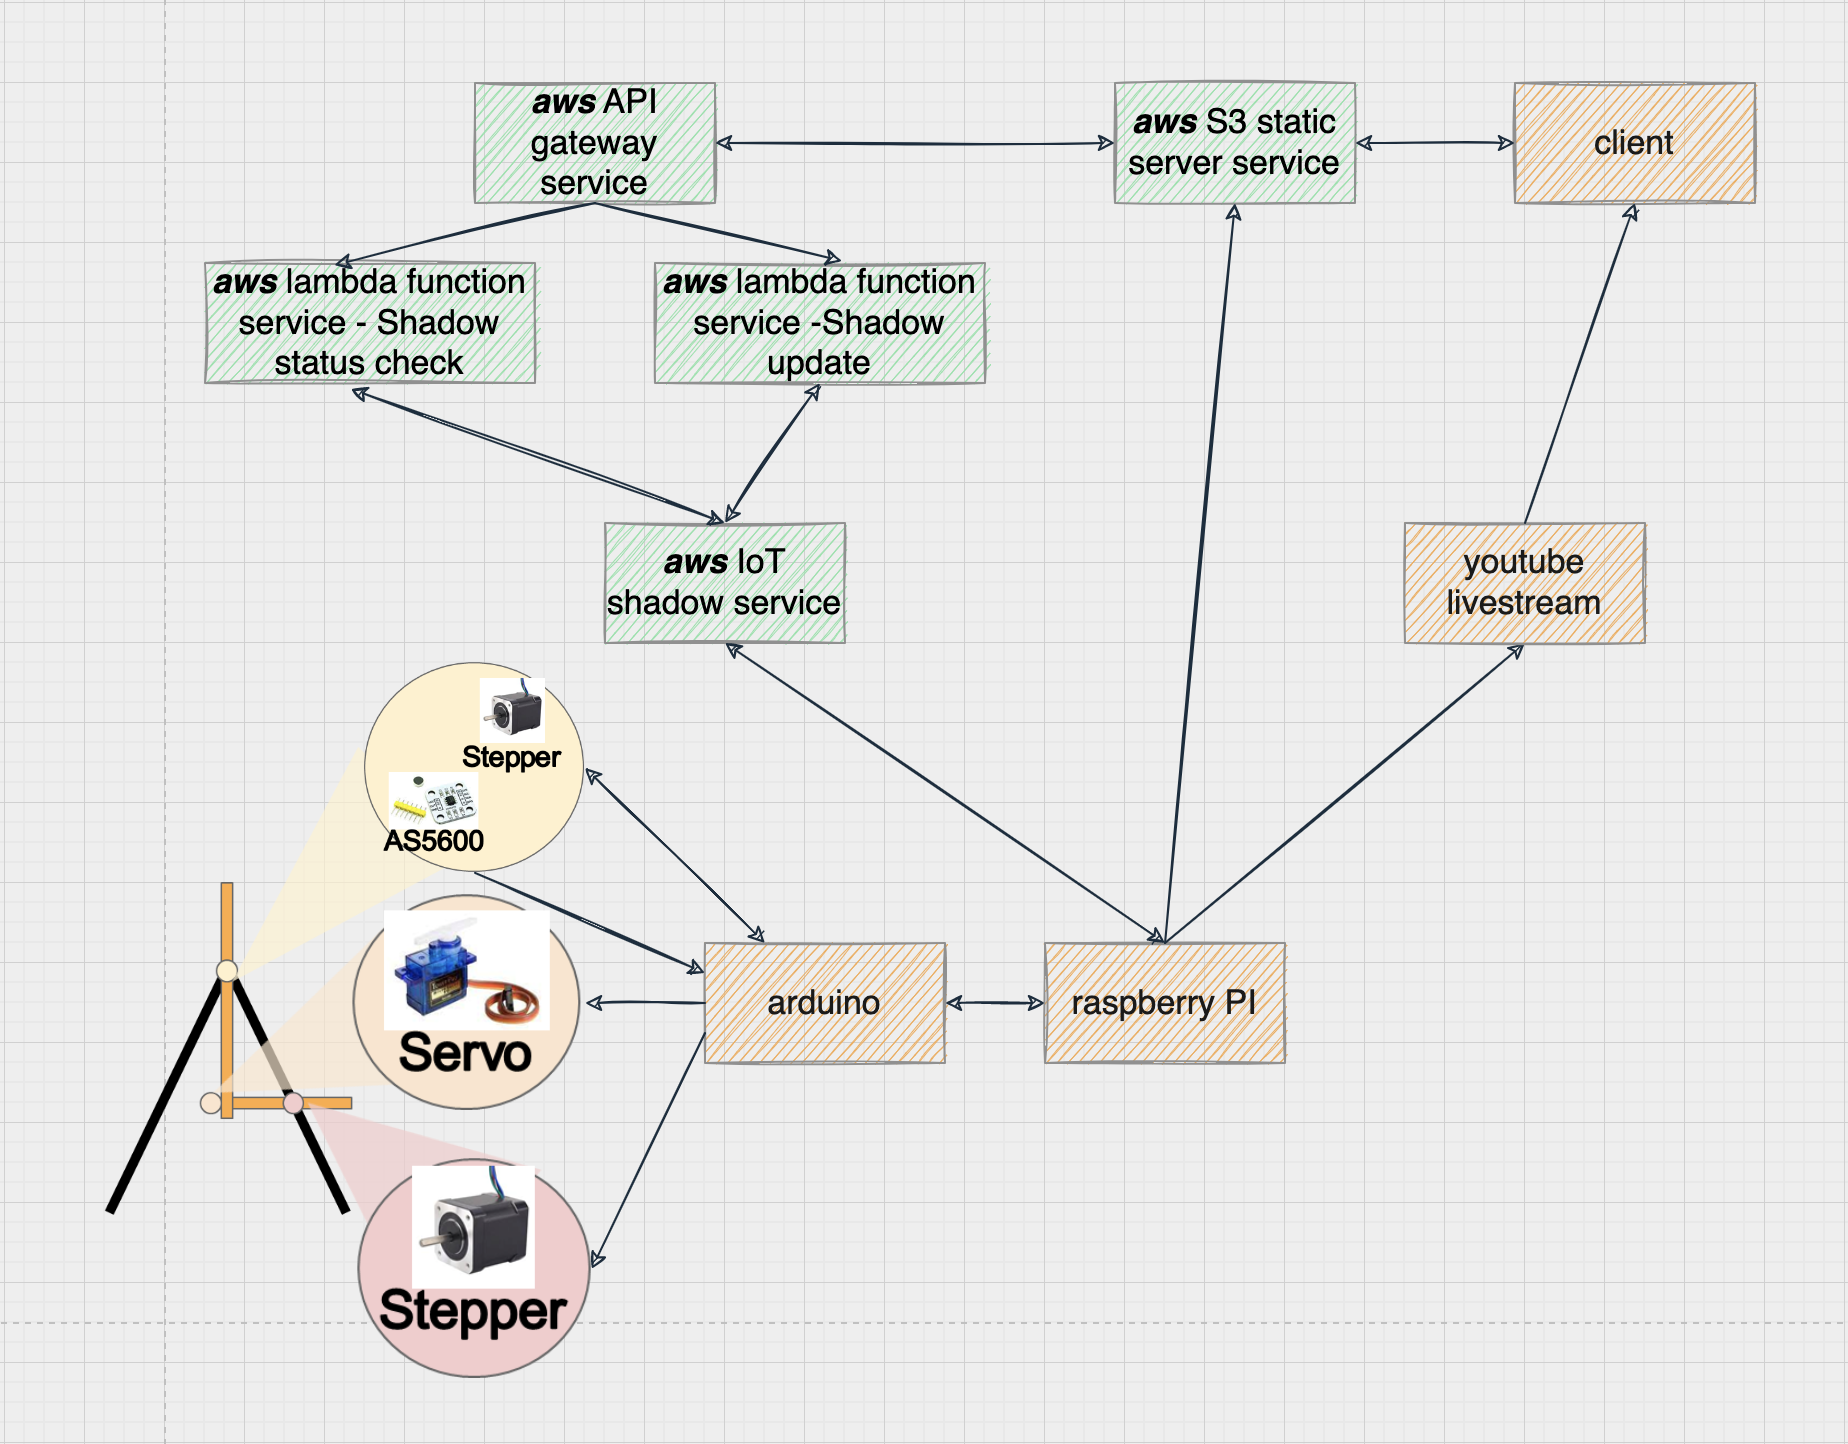 aws API
gateway
service
aws S3 static
server service
client
aws lambda function
service - Shadow
status check
aws lambda function
service -Shadow
update
aws IoT
shadow service
youtube
livestream
Stepper
AS5600
Servo
arduino
raspberry PI
Stepper